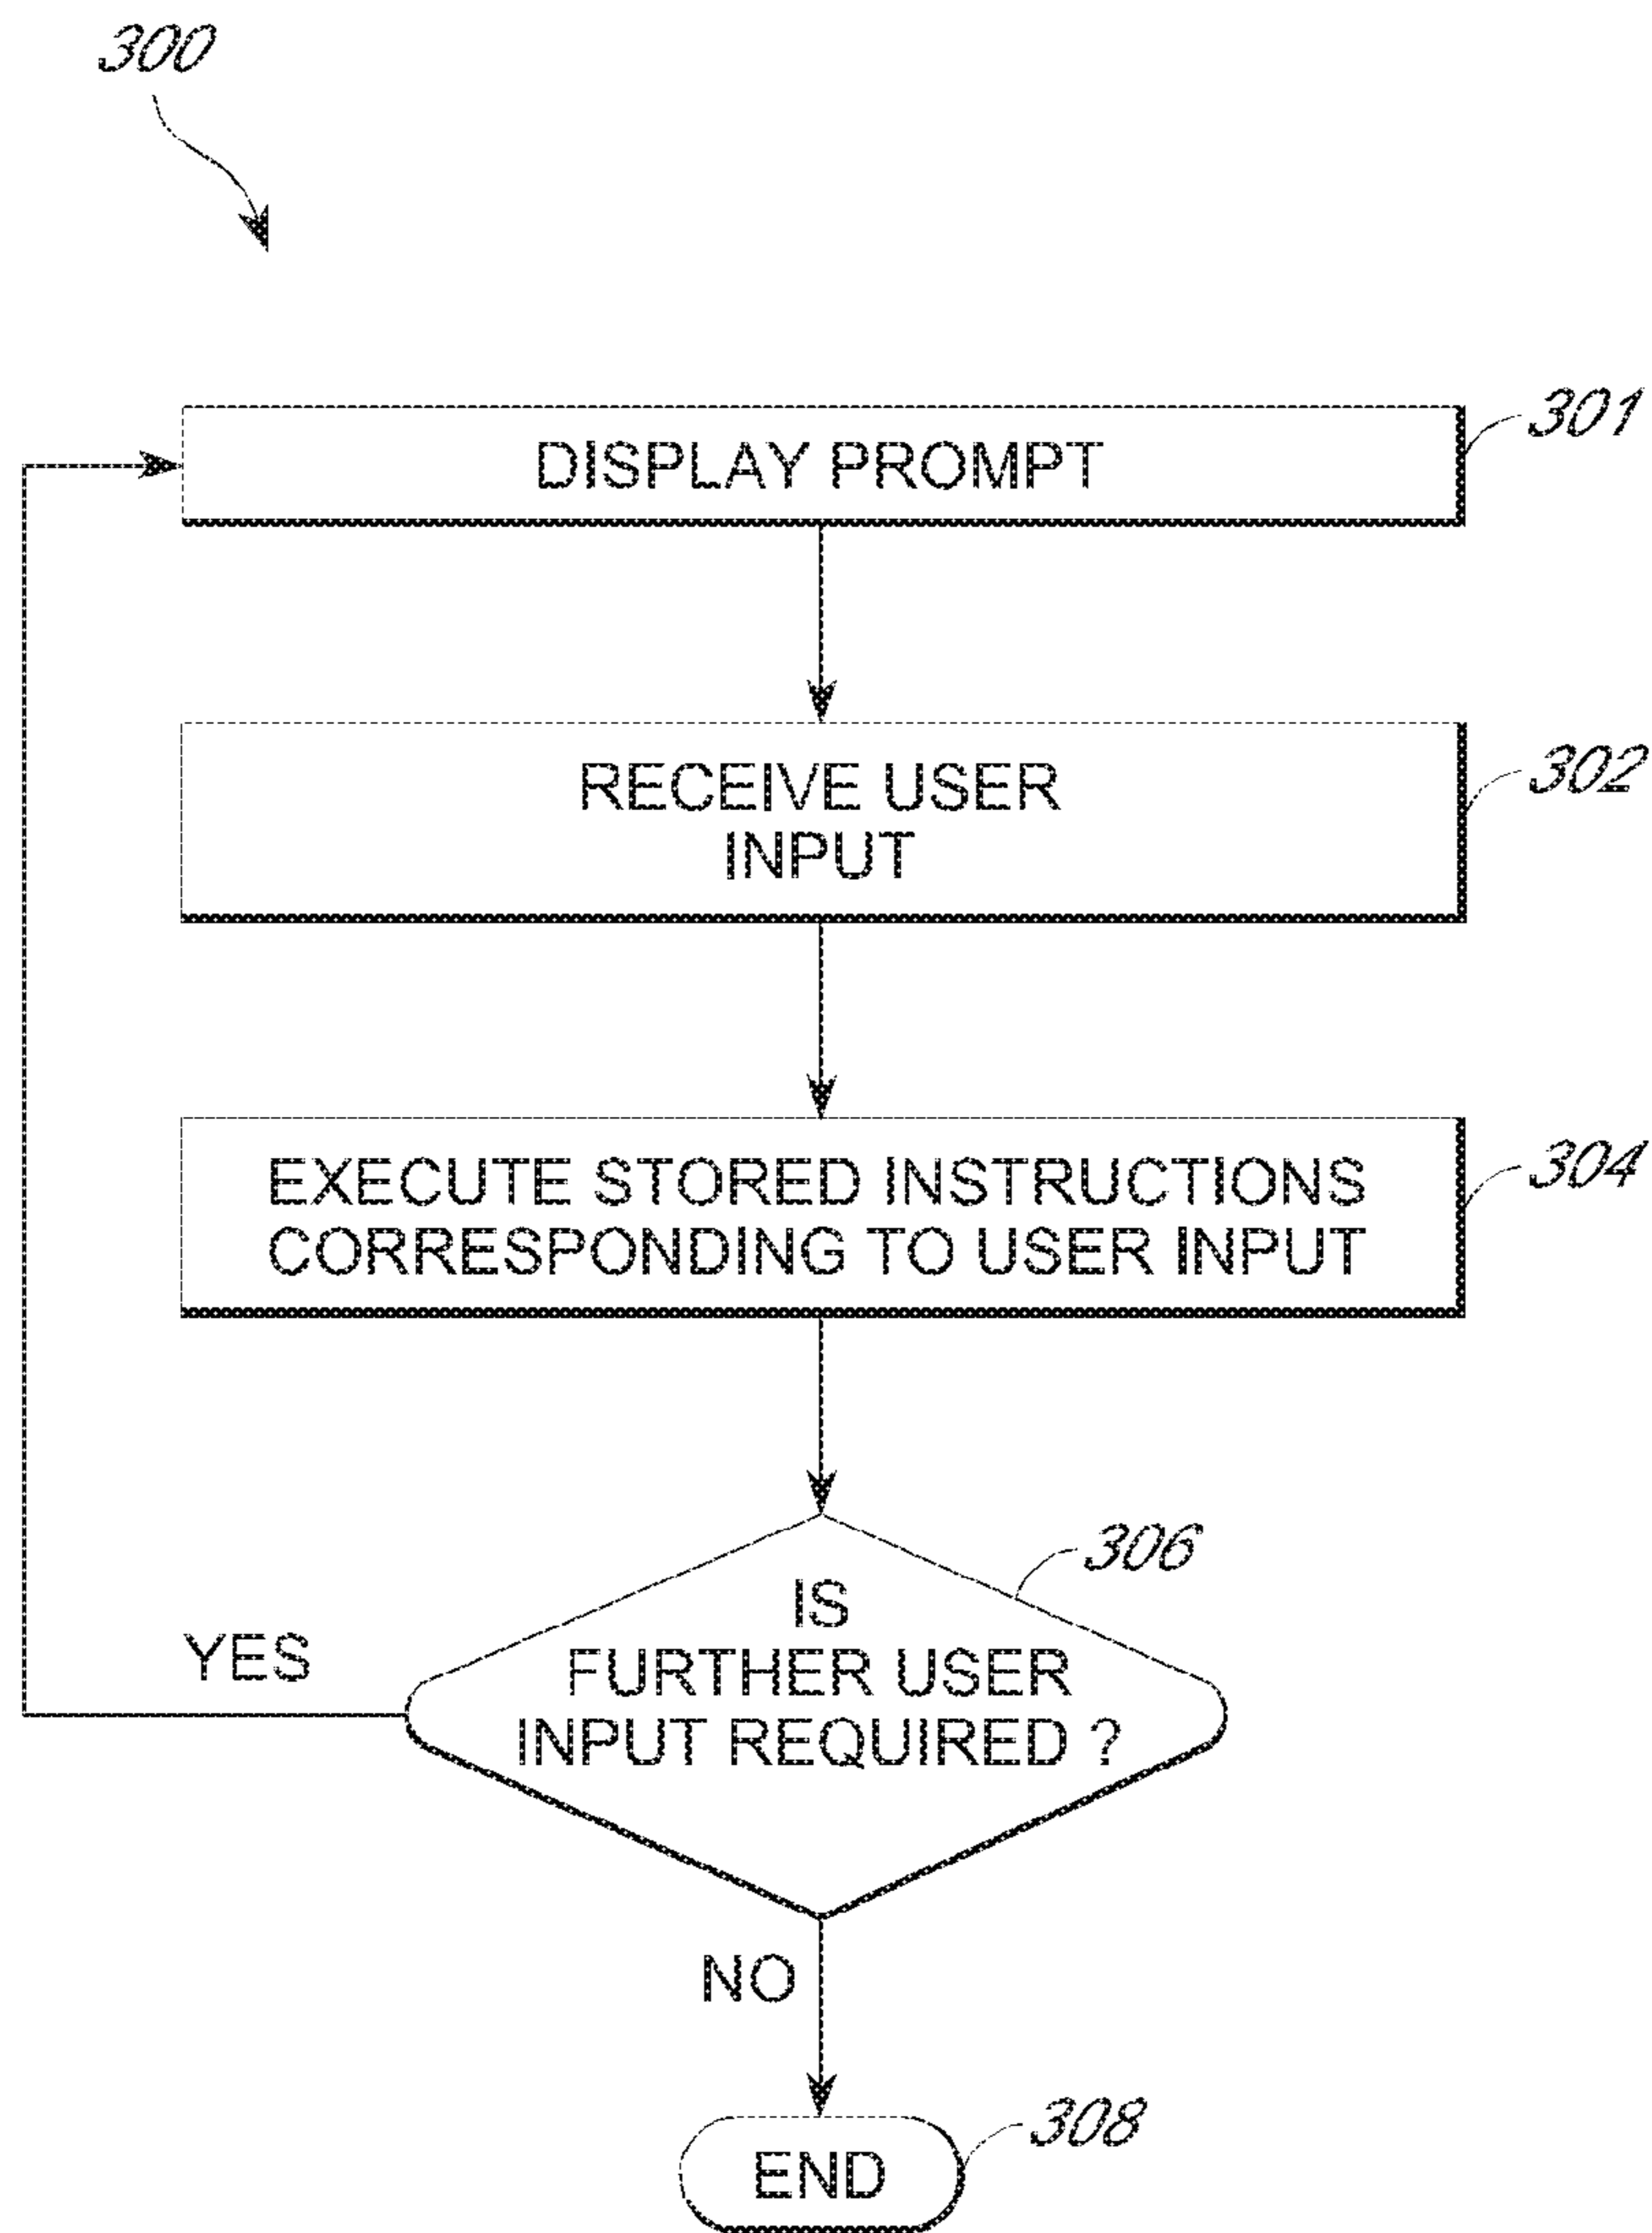 300
DISPLAY PROMPT
301
RECEIVE USER
INPUT
302
EXECUTE STORED INSTRUCTIONS
CORRESPONDING TO USER INPUT
304
306
IS
FURTHER USER
INPUT REQUIRED ?
YES
NO
END
308